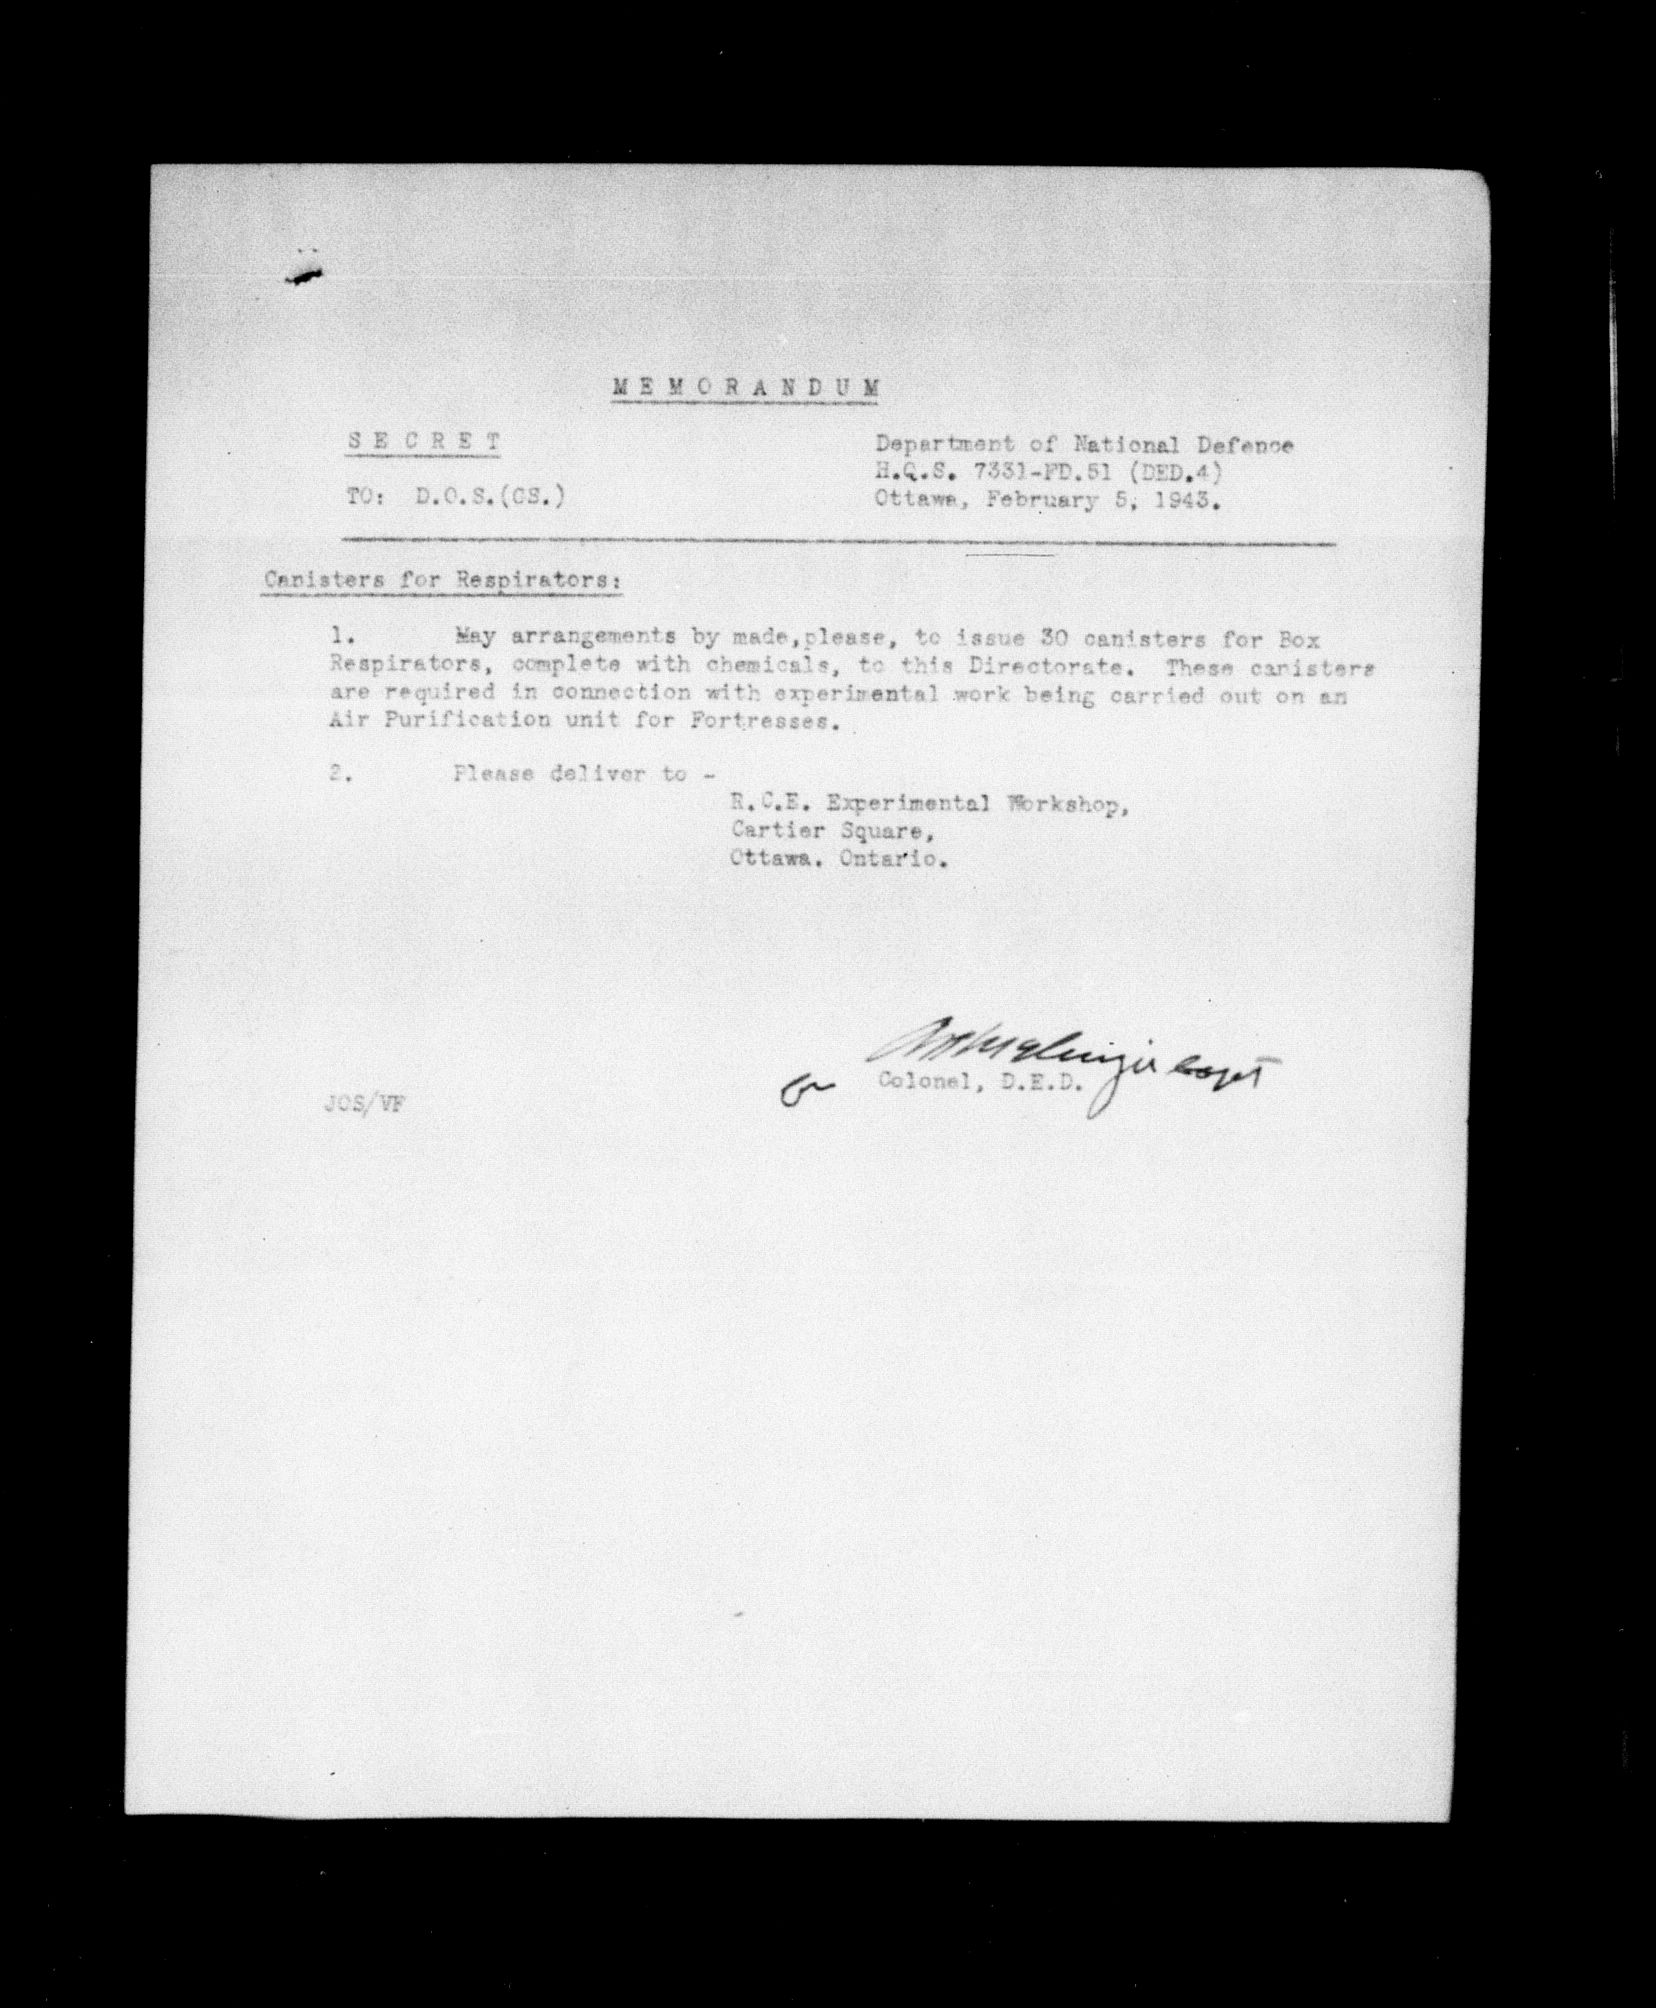 MEMORANDUM
SECRET
Department of National Defence
H.Q.S. 7331-FD.51 (DED.4)
TO: D.O.S.(CS.)
Ottawa, February 5, 1943.
Canisters for Respirators:
1. May arrangements by made,please, to issue 30 canisters for Box
Respirators, complete with chemicals, to this Directorate. These canisters
are required in connection with experimental work being carried out on an
Air Purification unit for Fortresses.
2. Please deliver to -
R.C.E. Experimental Workshop,
Cartier Square,
Ottawa. Ontario.
Capt
for Colonel, D.E.D.
JOS/VF